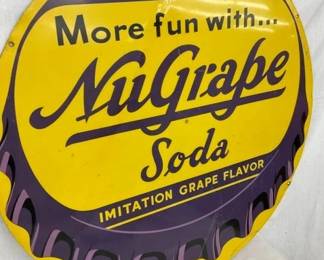 More fun with...
NuGrape
Soda
IMITATION GRAPE FLAVOR